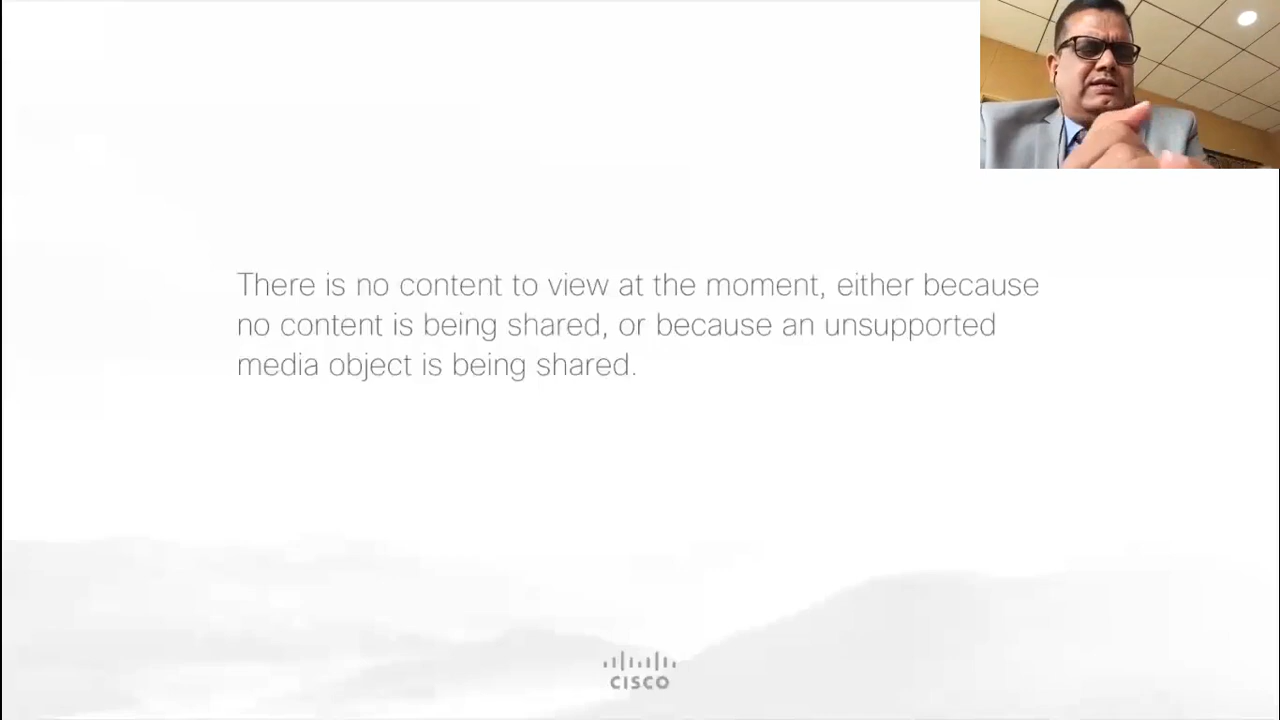 There is no content to view at the moment, either because
no content is being shared, or because an unsupported
media object is being shared.
CISCO